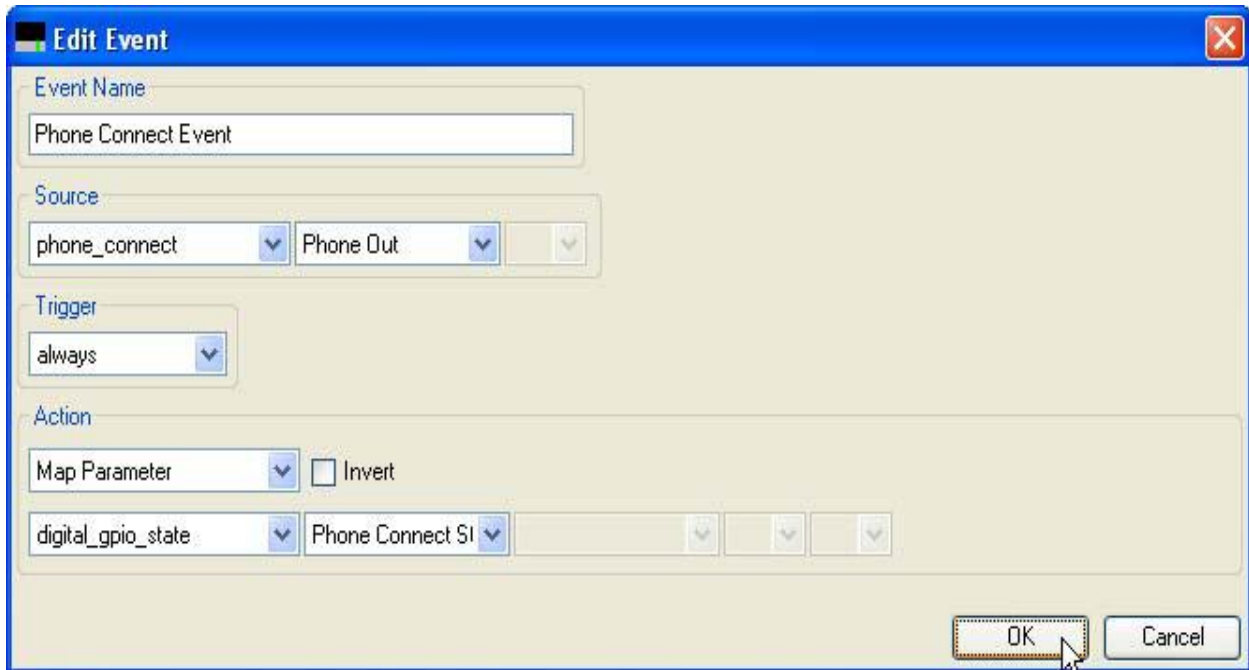 Edit Event
Event Name
Phone Connect Event
Source
phone_connect Phone Out
Trigger
always
Action
Map Parameter Invert
digital_gpio_state Phone Connect
OK Cancel